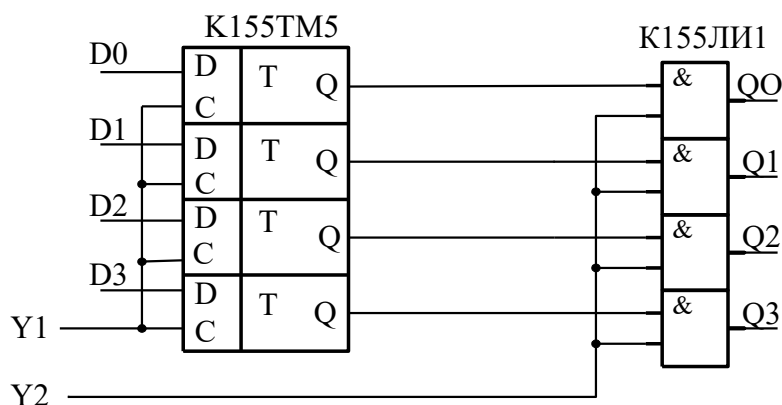 К155ТМ5
К155ЛИ1
D0
D T Q
& QO
C
D1
D T Q
& Q1
C
D2
D T Q
& Q2
C
D3
D T Q
& Q3
Y1
C
Y2